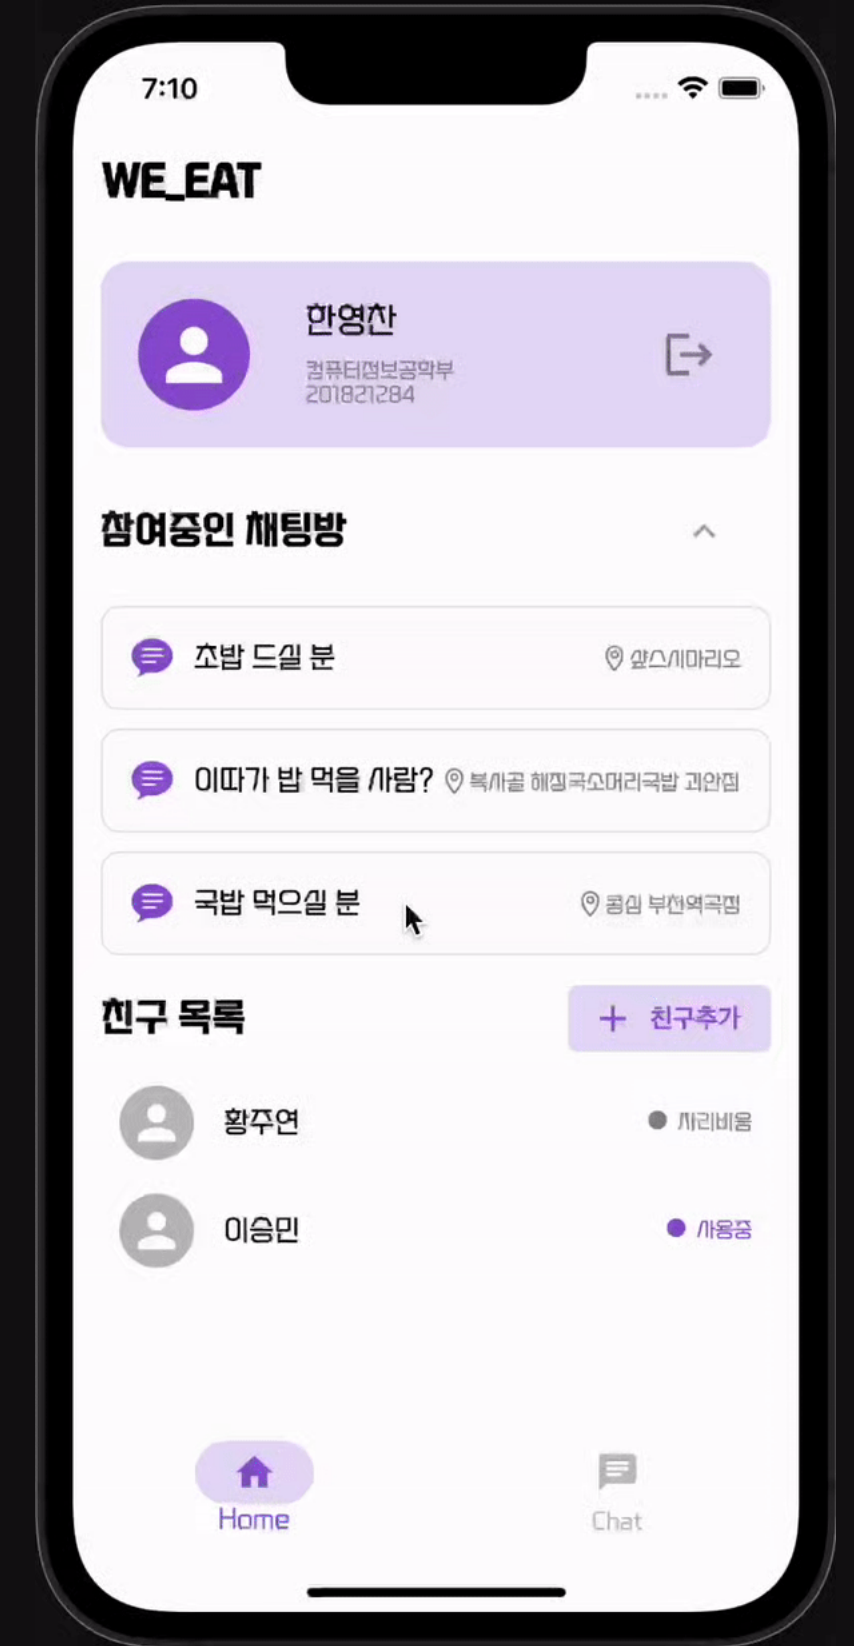 7:10
WE_EAT
한영찬
컴퓨터정보공학부
201821284
참여중인 채팅방
초밥 드실 분
샾스시마리오
이따가 밥 먹을 사람?
복사골 해장국소머리국밥 괴안점
국밥 먹으실 분
콩심 부천역곡점
친구 목록
+ 친구추가
황주연
자리비움
이승민
사용중
Home
Chat